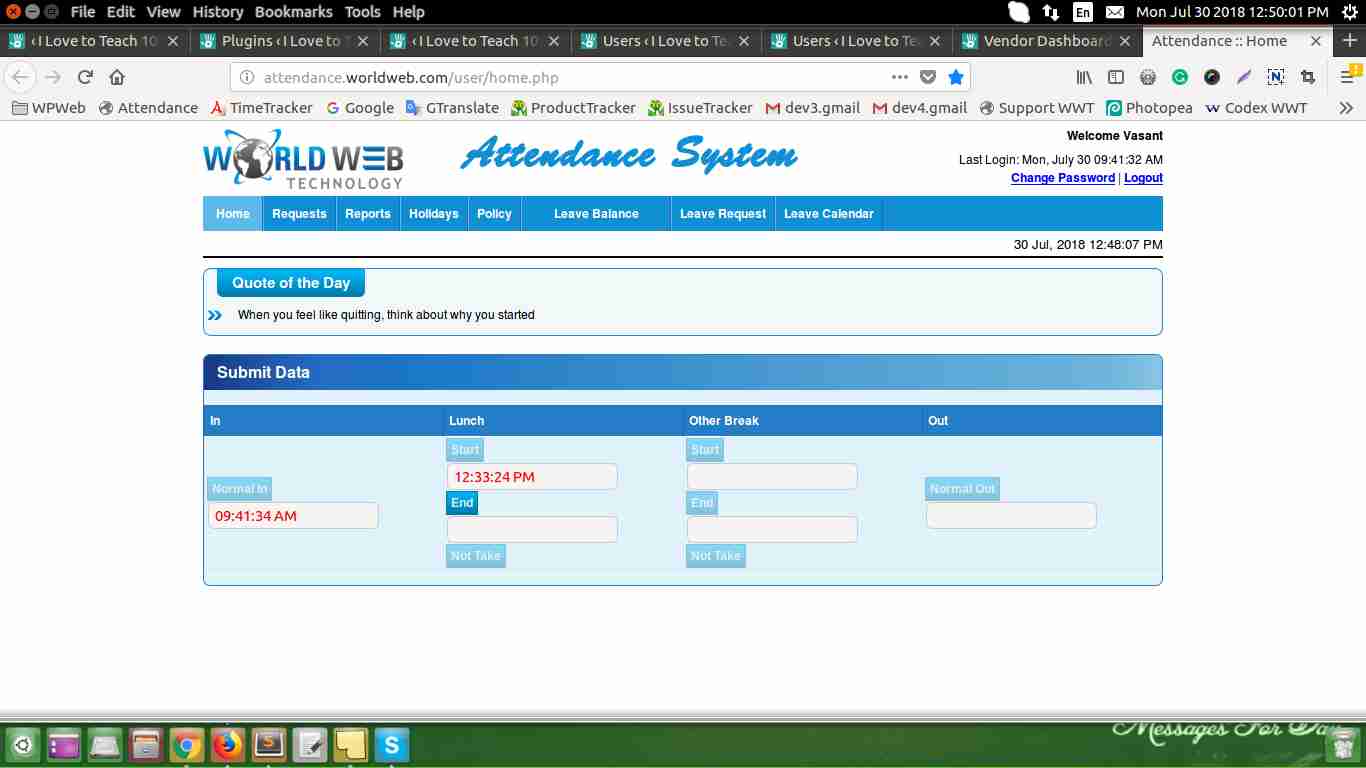 File Edit View History Bookmarks Tools Help
En Mon Jul 30 2018 12:50:01 PM
‹ I Love to Teach 10 Plugins ‹ I Love to T ‹ I Love to Teach 10 Users ‹ I Love to Te Users ‹ I Love to Te Vendor Dashboard Attendance :: Home
attendance.worldweb.com/user/home.php
WPWeb Attendance TimeTracker Google GTranslate ProductTracker IssueTracker dev3.gmail dev4.gmail Support WWT Photopea Codex WWT
WORLD WEB
TECHNOLOGY
Attendance System
Welcome Vasant
Last Login: Mon, July 30 09:41:32 AM
Change Password | Logout
Home Requests Reports Holidays Policy Leave Balance Leave Request Leave Calendar
30 Jul, 2018 12:48:07 PM
Quote of the Day
When you feel like quitting, think about why you started
Submit Data
In Lunch Other Break Out
Start Start
12:33:24 PM
Normal In End End Normal Out
09:41:34 AM
Not Take Not Take
Messages For Day